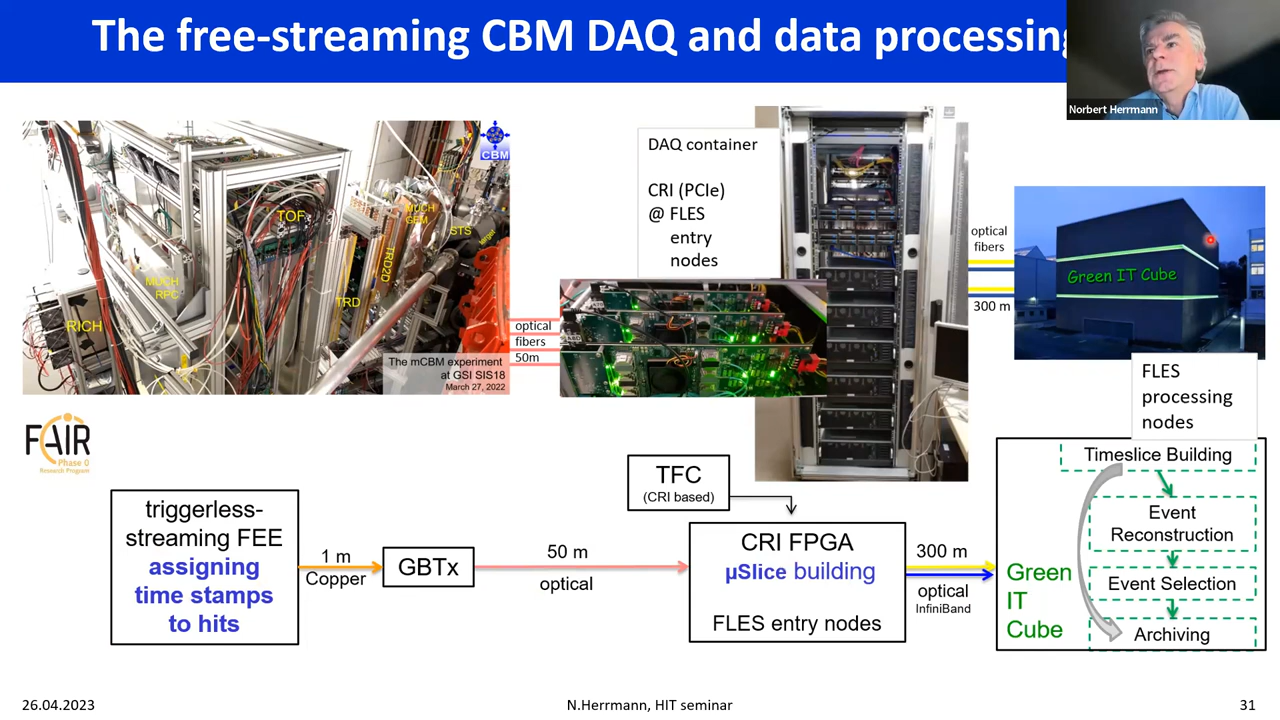 The free-streaming CBM DAQ and data processing
Norbert Herrmann
CBM
TOF
MUCH
GEM
STS
target
TRD2D
MUCH
RPC
TRD
RICH
The mCBM experiment
at GSI SIS18
March 27, 2022
optical
fibers
50m
DAQ container
CRI (PCIe)
@ FLES
entry
nodes
optical
fibers
300 m
Green IT Cube
FLES
processing
nodes
FAIR
Phase 0
Research Program
triggerless-
streaming FEE
assigning
time stamps
to hits
1 m
Copper
GBTx
50 m
optical
TFC
(CRI based)
CRI FPGA
µSlice building
FLES entry nodes
300 m
optical
InfiniBand
Green
IT
Cube
Timeslice Building
Event
Reconstruction
Event Selection
Archiving
26.04.2023
N.Herrmann, HIT seminar
31